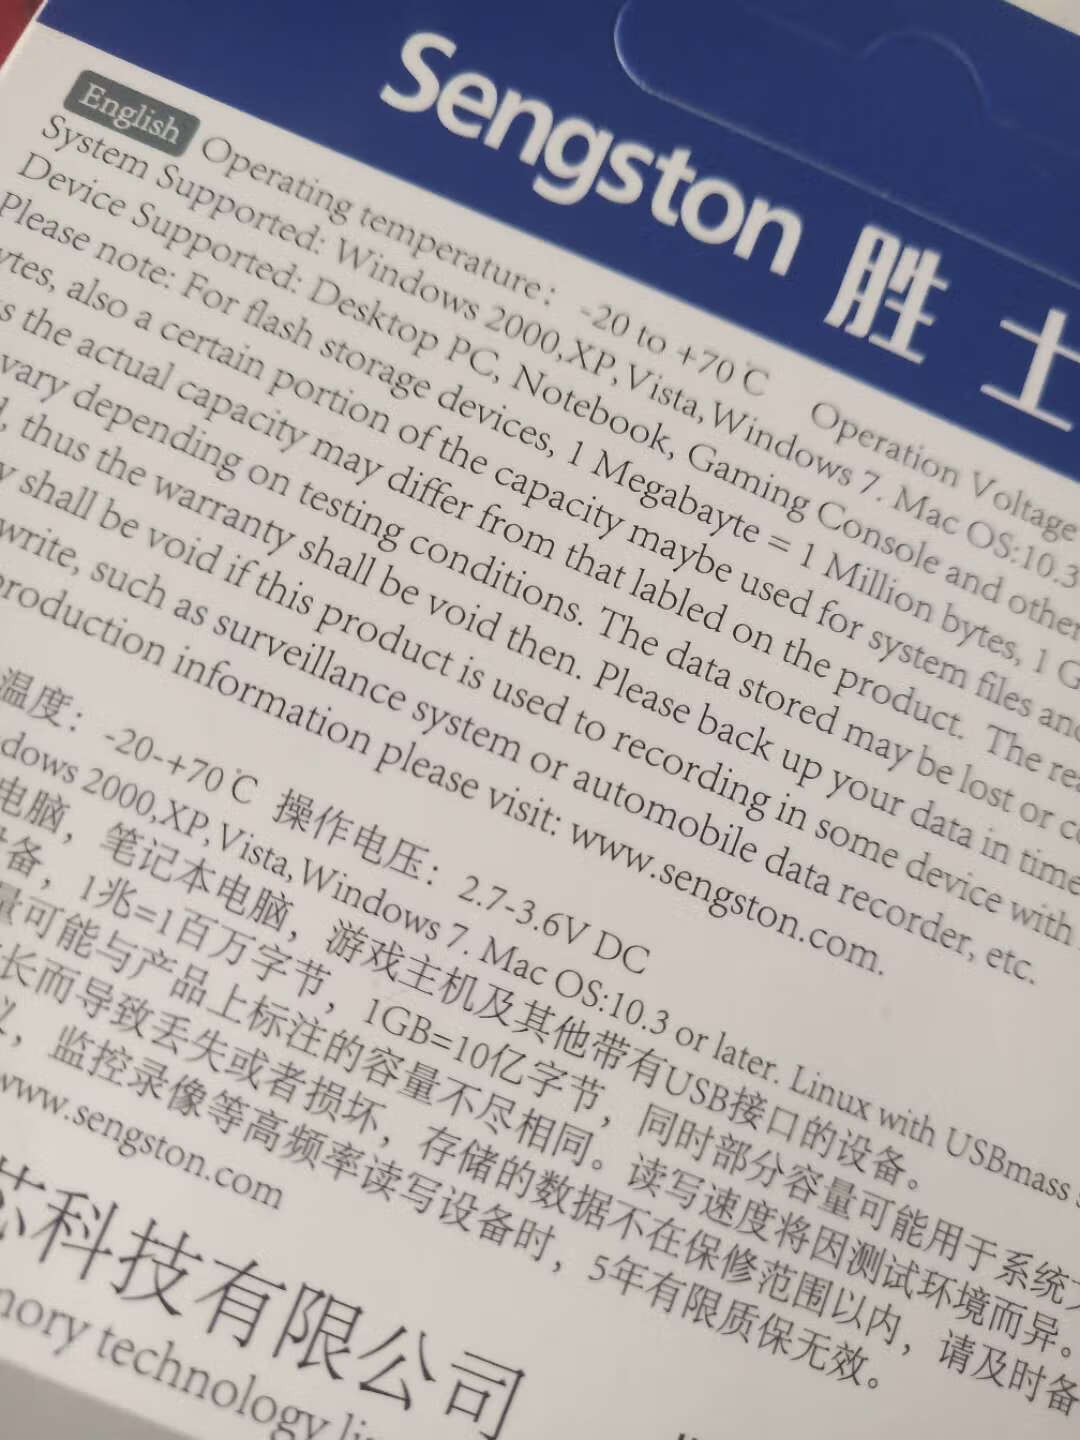 Sengston 胜 士
English Operating temperature： -20 to +70℃ Operation Voltage
System Supported: Windows 2000,XP,Vista,Windows 7. Mac OS:10.3
Device Supported: Desktop PC, Notebook, Gaming Console and other
Please note: For flash storage devices, 1 Megabayte = 1 Million bytes, 1 G
ytes, also a certain portion of the capacity maybe used for system files and
s the actual capacity may differ from that labled on the product. The rea
vary depending on testing conditions. The data stored may be lost or co
, thus the warranty shall be void then. Please back up your data in time
y shall be void if this product is used to recording in some device with
write, such as surveillance system or automobile data recorder, etc.
production information please visit: www.sengston.com.
温度：-20-+70℃ 操作电压：2.7-3.6V DC
dows 2000,XP,Vista,Windows 7. Mac OS:10.3 or later. Linux with USBmass s
电脑，笔记本电脑，游戏主机及其他带有USB接口的设备。
备，1兆=1百万字节，1GB=10亿字节，同时部分容量可能用于系统
量可能与产品上标注的容量不尽相同。读写速度将因测试环境而异。
长而导致丢失或者损坏，存储的数据不在保修范围以内，请及时备
，监控录像等高频率读写设备时，5年有限质保无效。
www.sengston.com
芯科技有限公司
mory technology li